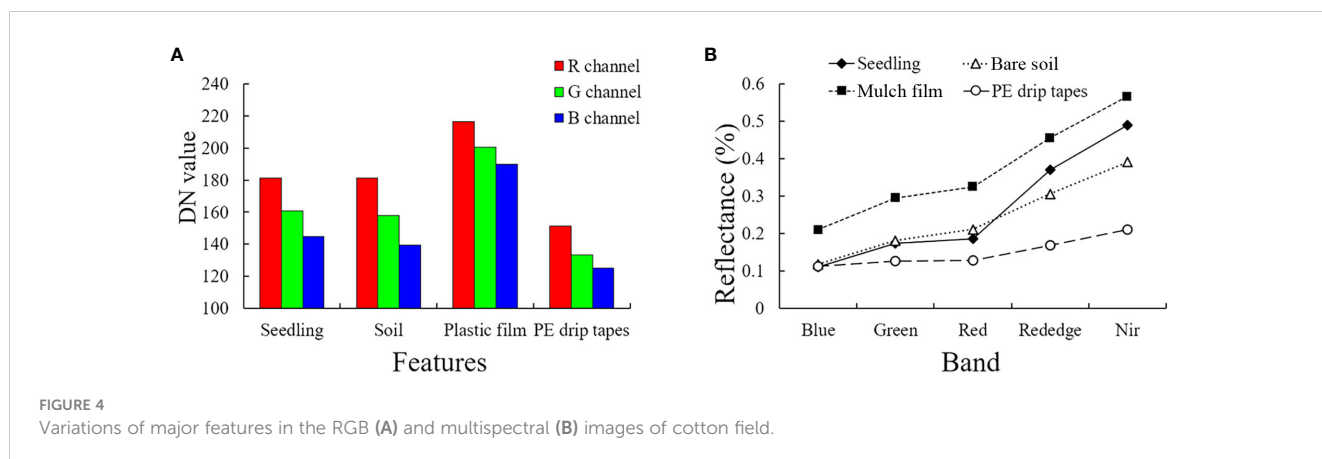 A
R channel
G channel
B channel
240
220
200
180
160
140
120
100
DN value
Seedling Soil Plastic film PE drip tapes
Features
B
Seedling Bare soil
Mulch film PE drip tapes
0.6
0.5
0.4
0.3
0.2
0.1
0
Reflectance (%)
Blue Green Red Rededge Nir
Band
FIGURE 4
Variations of major features in the RGB (A) and multispectral (B) images of cotton field.